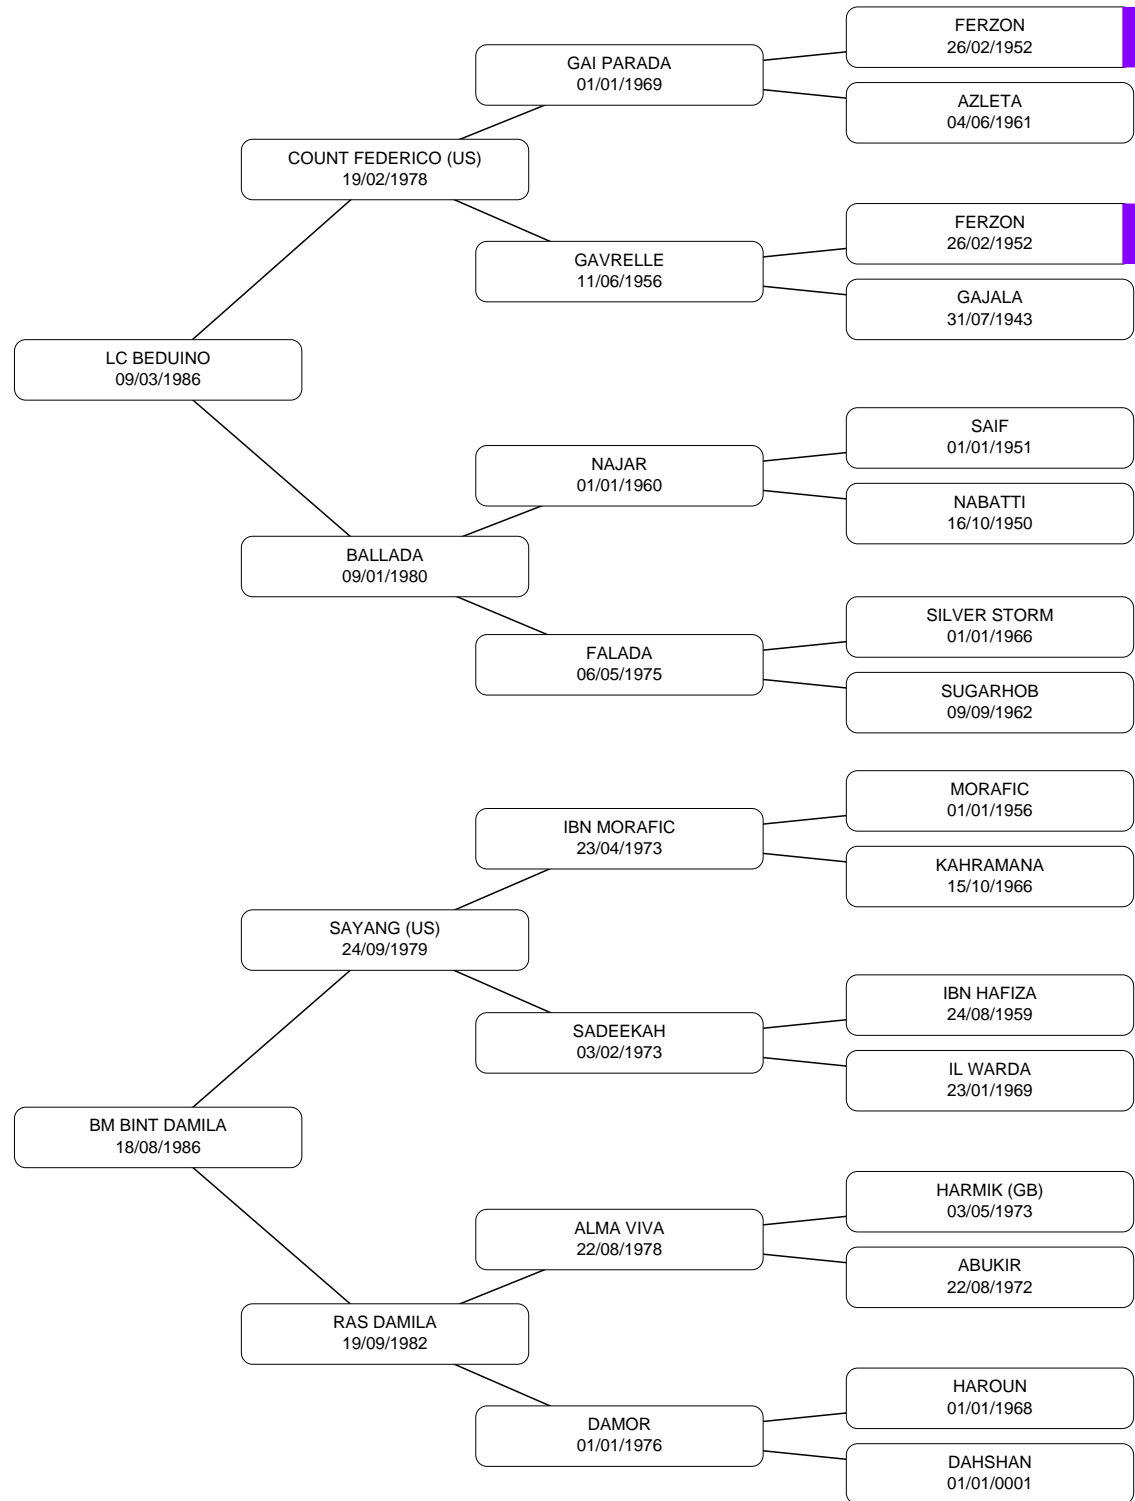 FERZON
26/02/1952
GAI PARADA
01/01/1969
AZLETA
04/06/1961
COUNT FEDERICO (US)
19/02/1978
FERZON
26/02/1952
GAVRELLE
11/06/1956
GAJALA
31/07/1943
LC BEDUINO
09/03/1986
SAIF
01/01/1951
NAJAR
01/01/1960
NABATTI
16/10/1950
BALLADA
09/01/1980
SILVER STORM
01/01/1966
FALADA
06/05/1975
SUGARHOB
09/09/1962
MORAFIC
01/01/1956
IBN MORAFIC
23/04/1973
KAHRAMANA
15/10/1966
SAYANG (US)
24/09/1979
IBN HAFIZA
24/08/1959
SADEEKAH
03/02/1973
IL WARDA
23/01/1969
BM BINT DAMILA
18/08/1986
HARMIK (GB)
03/05/1973
ALMA VIVA
22/08/1978
ABUKIR
22/08/1972
RAS DAMILA
19/09/1982
HAROUN
01/01/1968
DAMOR
01/01/1976
DAHSHAN
01/01/0001